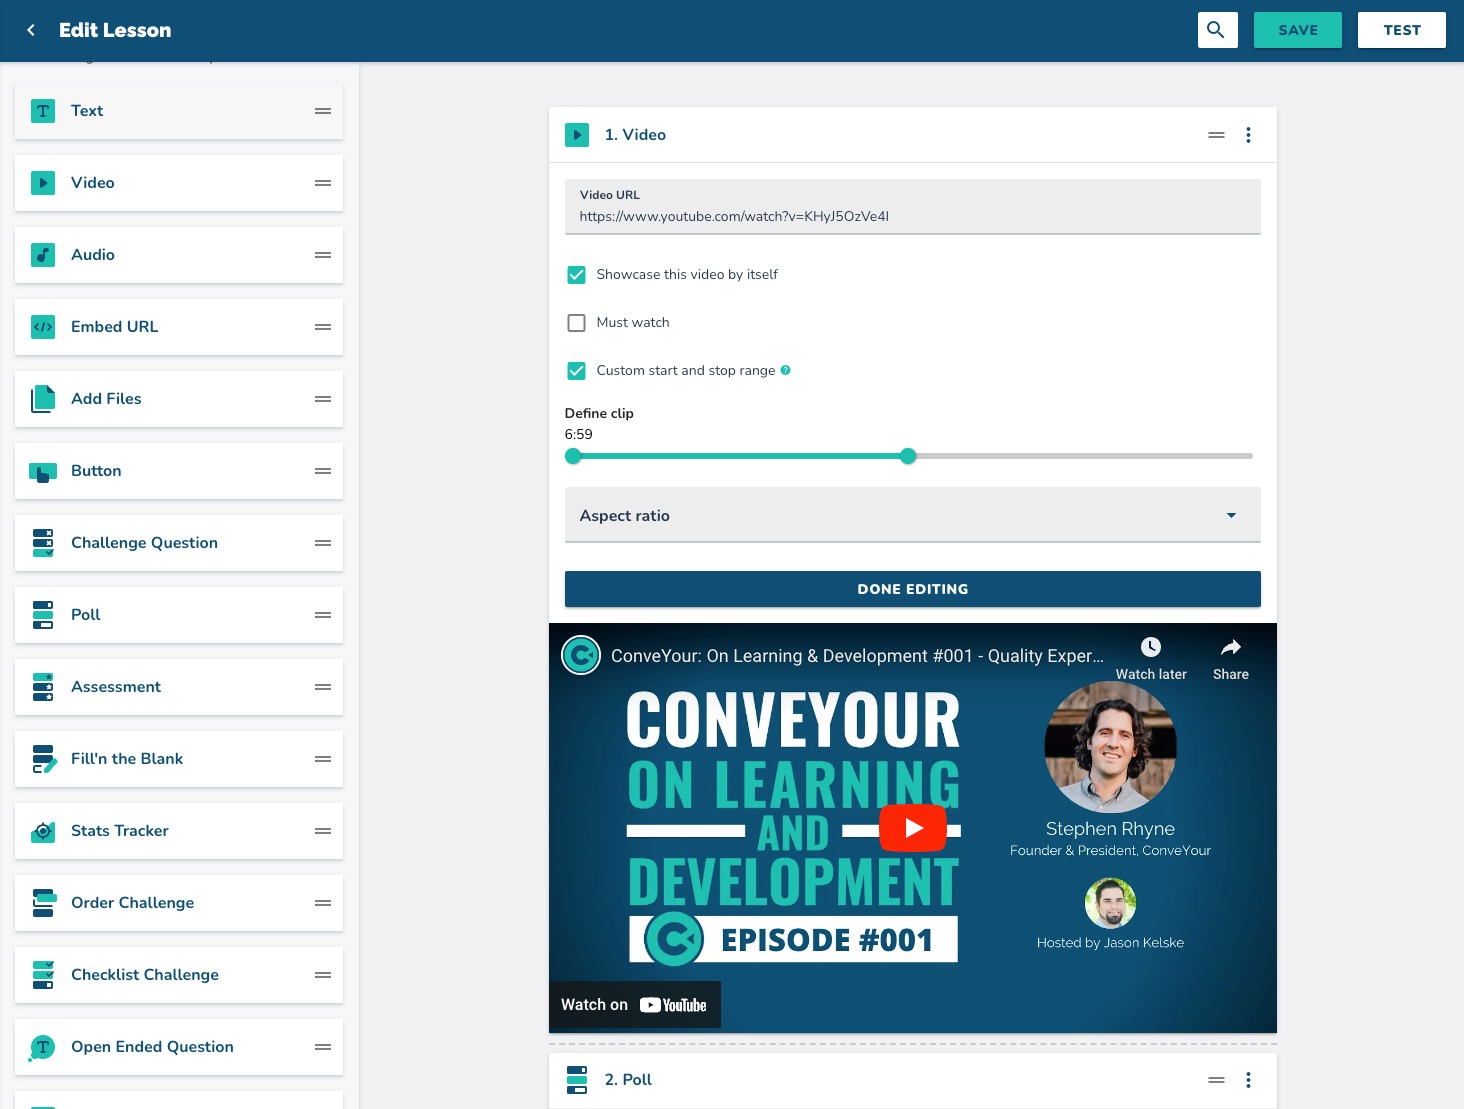 Edit Lesson
SAVE
TEST
Text
Video
Audio
Embed URL
Add Files
Button
Challenge Question
Poll
Assessment
Fill'n the Blank
Stats Tracker
Order Challenge
Checklist Challenge
Open Ended Question
1. Video
Video URL
https://www.youtube.com/watch?v=KHyJ5OzVe4I
Showcase this video by itself
Must watch
Custom start and stop range ?
Define clip
6:59
Aspect ratio
DONE EDITING
ConveYour: On Learning & Development #001 - Quality Exper...
Watch later
Share
CONVEYOUR
ON LEARNING
AND
DEVELOPMENT
EPISODE #001
Stephen Rhyne
Founder & President, ConveYour
Hosted by Jason Kelske
Watch on YouTube
2. Poll